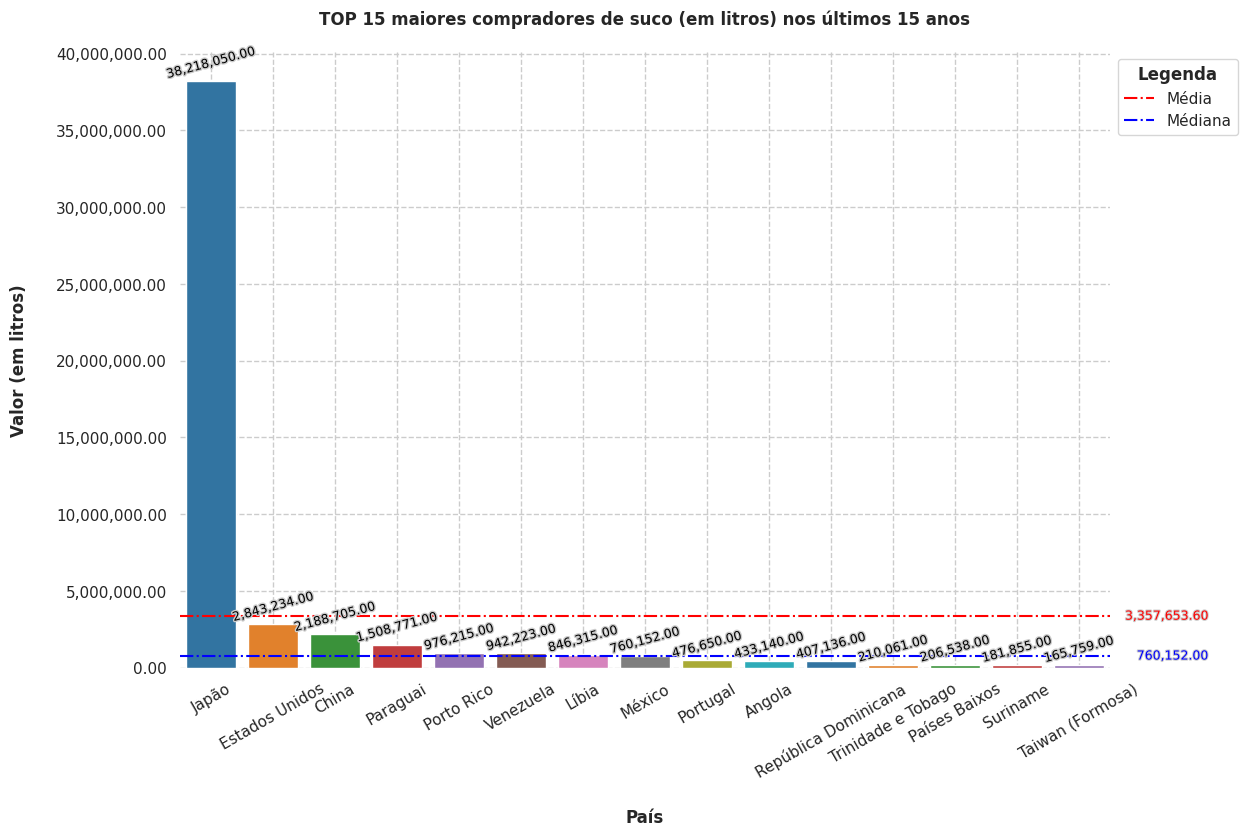 TOP 15 maiores compradores de suco (em litros) nos últimos 15 anos
40,000,000.00
35,000,000.00
30,000,000.00
25,000,000.00
20,000,000.00
15,000,000.00
10,000,000.00
5,000,000.00
0.00
Valor (em litros)
38,218,050.00
2,843,234.00
2,188,705.00
1,508,771.00
976,215.00
942,223.00
846,315.00
760,152.00
476,650.00
433,140.00
407,136.00
210,061.00
206,538.00
181,855.00
165,759.00
Legenda
Média
Médiana
3,357,653.60
760,152.00
Japão
Estados Unidos
China
Paraguai
Porto Rico
Venezuela
Líbia
México
Portugal
Angola
República Dominicana
Trinidade e Tobago
Países Baixos
Suriname
Taiwan (Formosa)
País